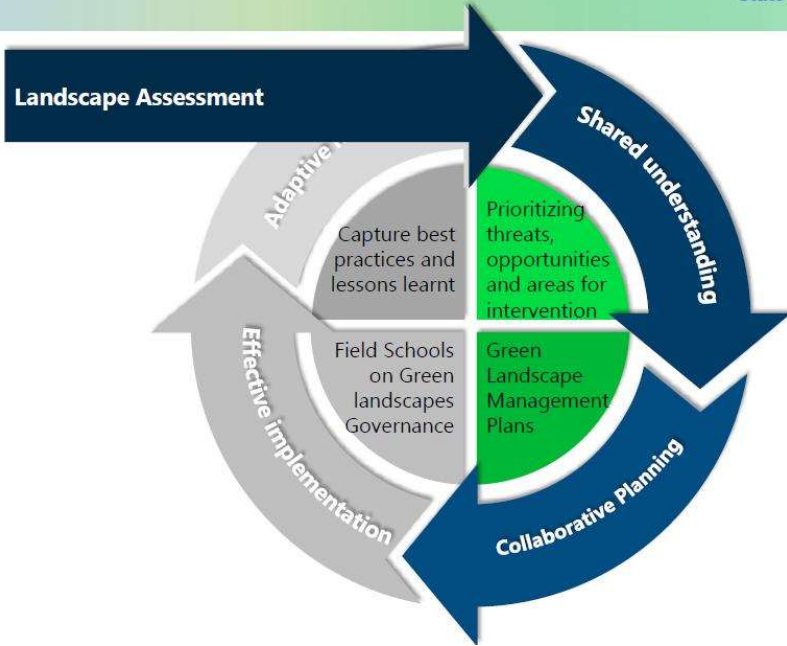 Landscape Assessment
Shared understanding
Adaptive
Capture best
practices and
lessons learnt
Prioritizing
threats,
opportunities
and areas for
intervention
Field Schools
on Green
landscapes
Governance
Green
Landscape
Management
Plans
Effective implementation
Collaborative Planning